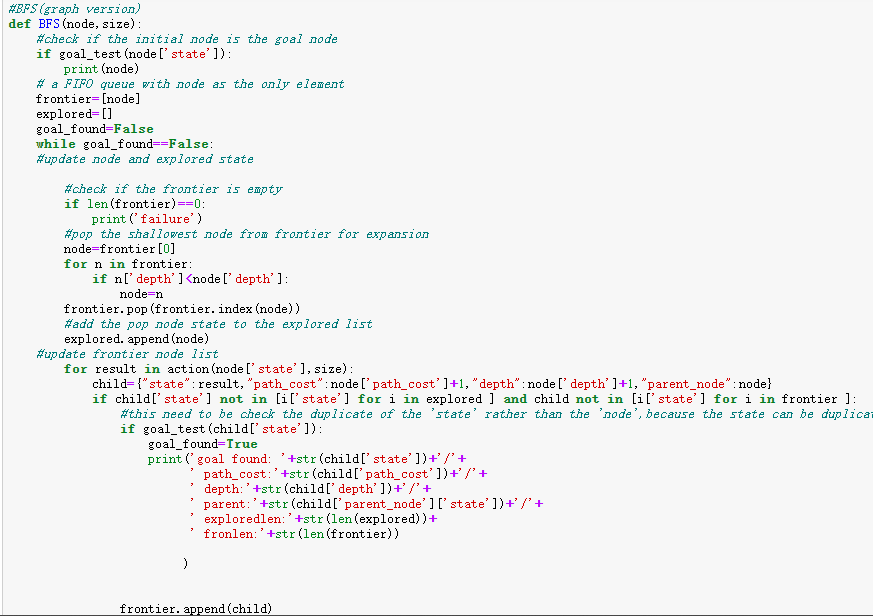 #BFS(graph version)
def BFS(node,size):
    #check if the initial node is the goal node
    if goal_test(node['state']):
        print(node)
    # a FIFO queue with node as the only element
    frontier=[node]
    explored=[]
    goal_found=False
    while goal_found==False:
    #update node and explored state
        #check if the frontier is empty
        if len(frontier)==0:
            print('failure')
        #pop the shallowest node from frontier for expansion
        node=frontier[0]
        for n in frontier:
            if n['depth']<node['depth']:
                node=n
        frontier.pop(frontier.index(node))
        #add the pop node state to the explored list
        explored.append(node)
    #update frontier node list
        for result in action(node['state'],size):
            child={"state":result,"path_cost":node['path_cost']+1,"depth":node['depth']+1,"parent_node":node}
            if child['state'] not in [i['state'] for i in explored ] and child not in [i['state'] for i in frontier ]:
                #this need to be check the duplicate of the 'state' rather than the 'node',because the state can be
                if goal_test(child['state']):
                    goal_found=True
                    print('goal found: '+str(child['state'])+'/'+
                          ' path_cost:'+str(child['path_cost'])+'/'+
                          ' depth:'+str(child['depth'])+'/'+
                          ' parent:'+str(child['parent_node']['state'])+'/'+
                          ' exploredlen:'+str(len(explored))+
                          ' fronlen:'+str(len(frontier))
                         )
                frontier.append(child)